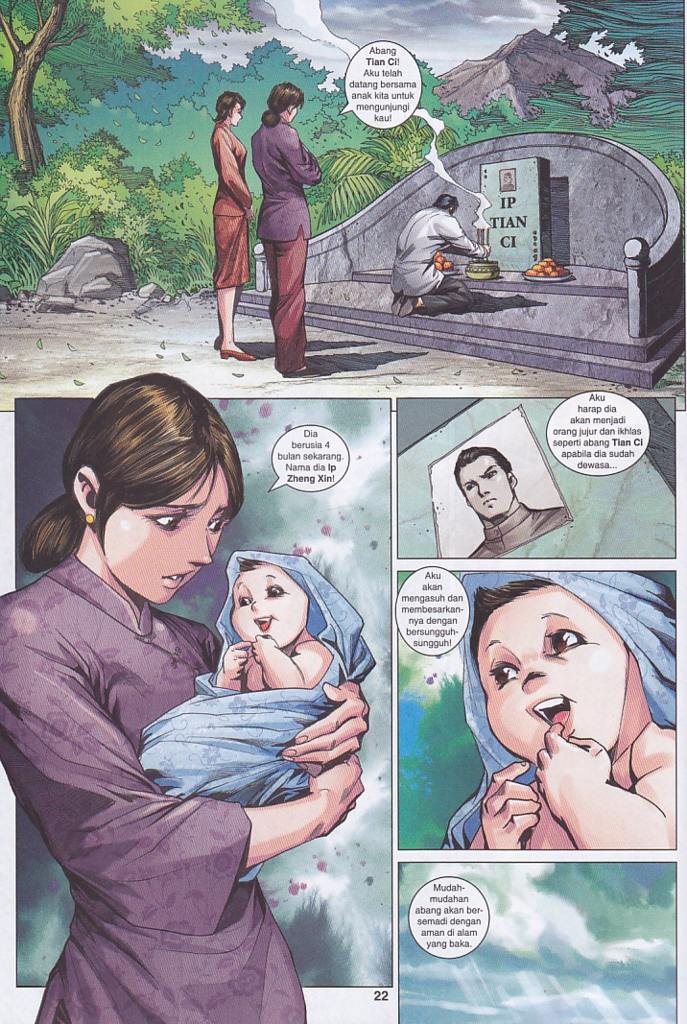 Abang
Tian Ci!
Aku telah
datang bersama
anak kita untuk
mengunjungi
kau!
IP
TIAN
CI
Dia
berusia 4
bulan sekarang.
Nama dia Ip
Zheng Xin!
Aku
harap dia
akan menjadi
orang jujur dan ikhlas
seperti abang Tian Ci
apabila dia sudah
dewasa...
Aku
akan
mengasuh dan
membesarkan-
nya dengan
bersungguh-
sungguh!
Mudah-
mudahan
abang akan ber-
semadi dengan
aman di alam
yang baka.
22